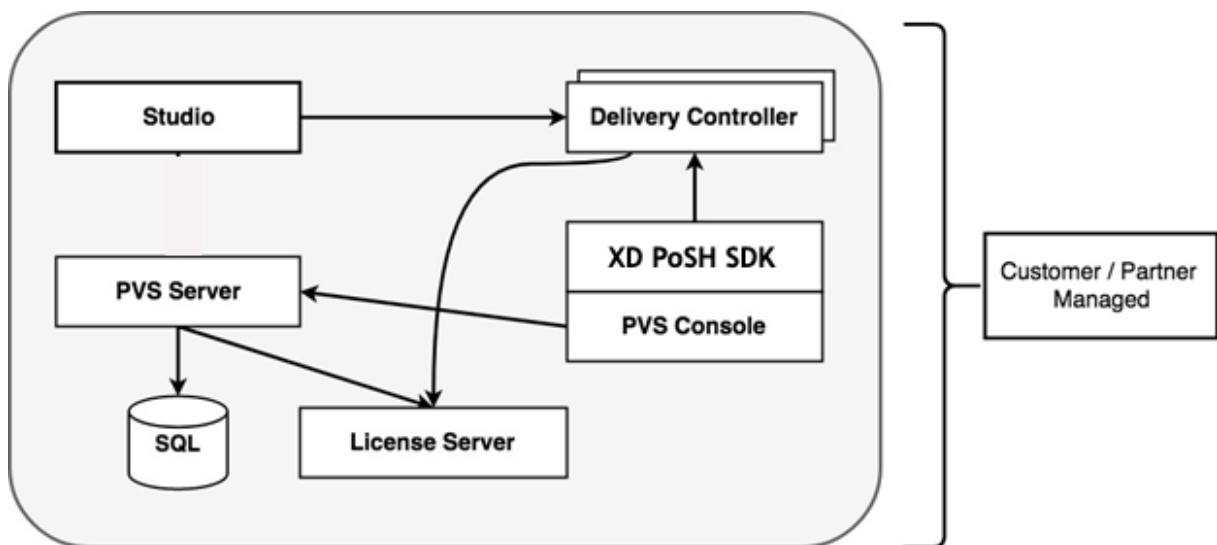 Studio
Delivery Controller
XD PoSH SDK
PVS Server
PVS Console
Customer / Partner
Managed
SQL
License Server